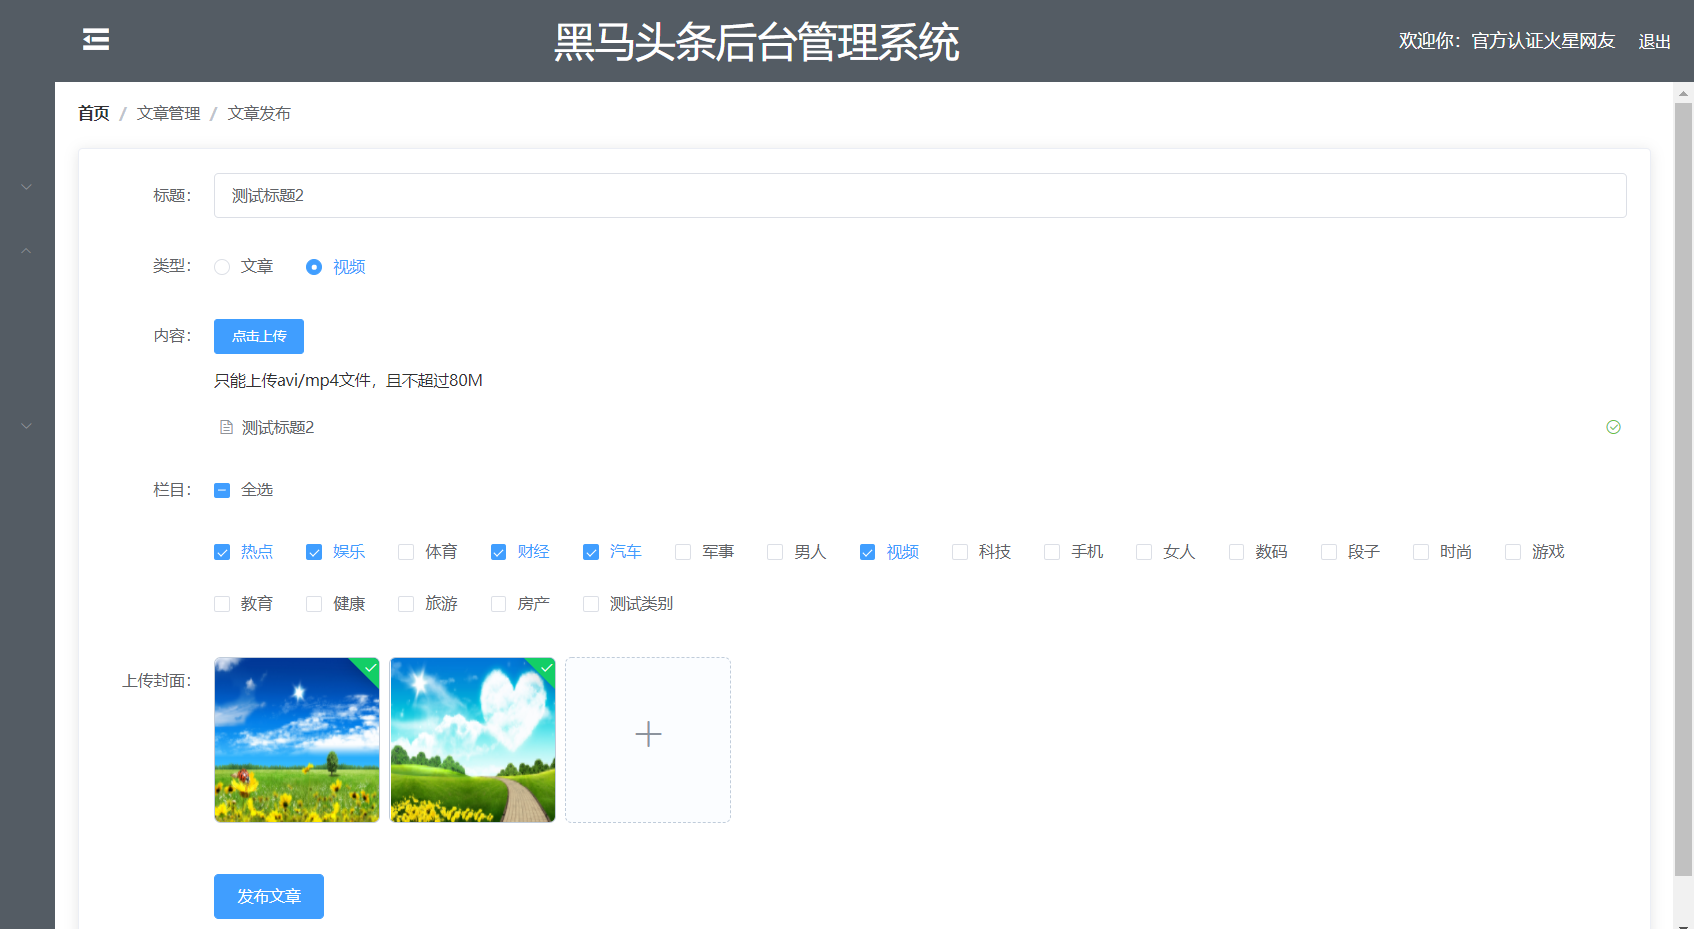 黑马头条后台管理系统
欢迎你：官方认证火星网友 退出
首页 / 文章管理 / 文章发布
标题： 测试标题2
类型： 文章 视频
内容： 点击上传
只能上传avi/mp4文件，且不超过80M
测试标题2
栏目： 全选
热点 娱乐 体育 财经 汽车 军事 男人 视频 科技 手机 女人 数码 段子 时尚 游戏
教育 健康 旅游 房产 测试类别
上传封面：
发布文章